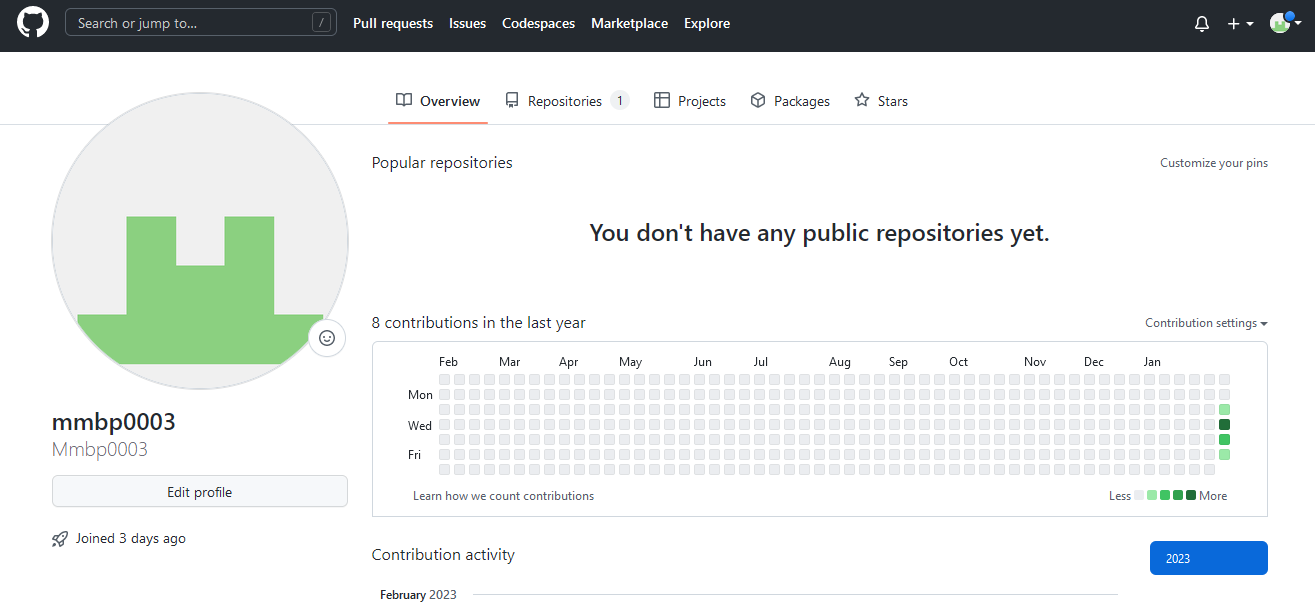 Search or jump to... / Pull requests Issues Codespaces Marketplace Explore
Overview Repositories 1 Projects Packages Stars
Popular repositories Customize your pins
You don't have any public repositories yet.
8 contributions in the last year Contribution settings
Feb Mar Apr May Jun Jul Aug Sep Oct Nov Dec Jan
Mon
Wed
Fri
Learn how we count contributions Less More
mmbp0003
Mmbp0003
Edit profile
Joined 3 days ago
Contribution activity 2023
February 2023